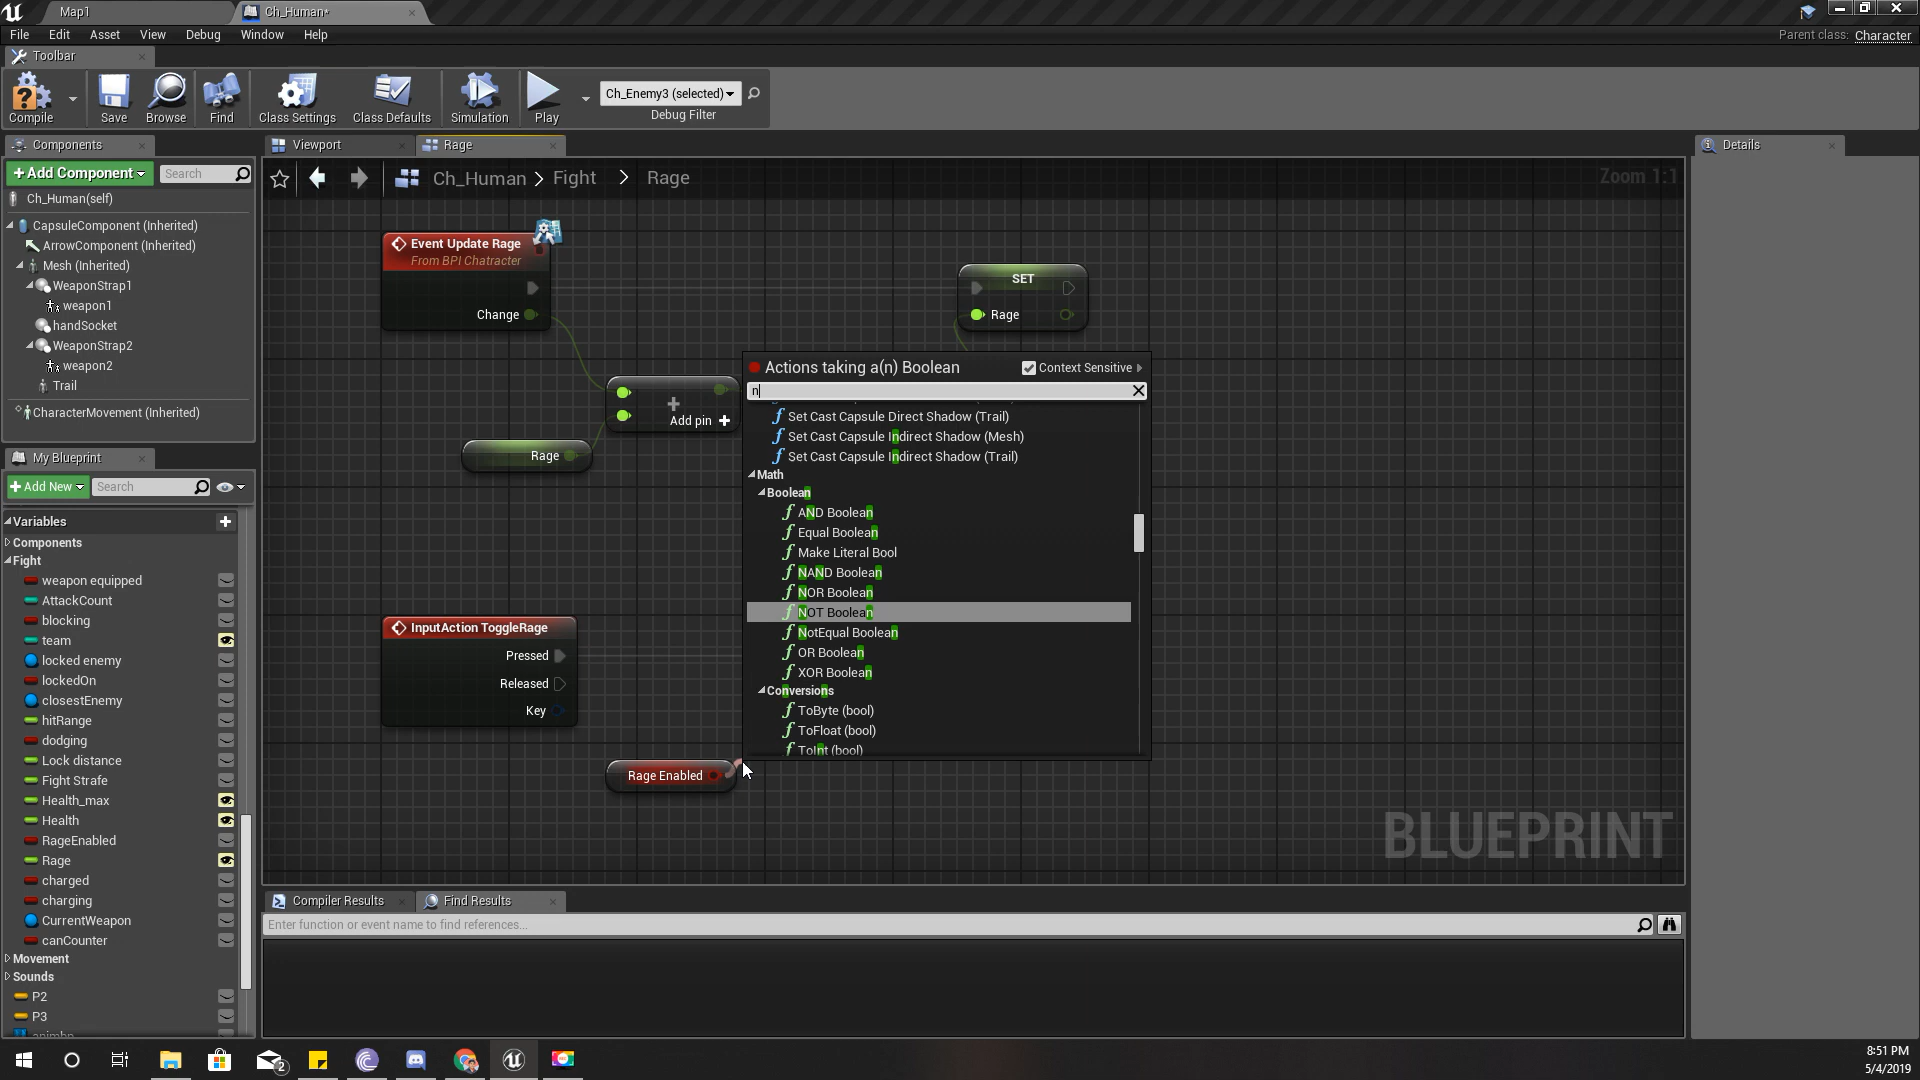 Map1
Ch_Human*
File Edit Asset View Debug Window Help
Parent class: Character
Toolbar
Compile
Save
Browse
Find
Class Settings
Class Defaults
Simulation
Play
Ch_Enemy3 (selected)
Debug Filter
Components
+Add Component
Search
Ch_Human(self)
CapsuleComponent (Inherited)
ArrowComponent (Inherited)
Mesh (Inherited)
WeaponStrap1
weapon1
handSocket
WeaponStrap2
weapon2
Trail
CharacterMovement (Inherited)
My Blueprint
+Add New
Search
Variables
Components
Fight
weapon equipped
AttackCount
blocking
team
locked enemy
lockedOn
closestEnemy
hitRange
dodging
Lock distance
Fight Strafe
Health_max
Health
RageEnabled
Rage
charged
charging
CurrentWeapon
canCounter
Movement
Sounds
P2
P3
Viewport
Rage
Ch_Human > Fight > Rage
Zoom 1:1
Event Update Rage
From BPI Chatracter
Change
SET
Rage
Add pin +
Rage
InputAction ToggleRage
Pressed
Released
Key
Rage Enabled
Actions taking a(n) Boolean
Context Sensitive
n
Set Cast Capsule Direct Shadow (Trail)
Set Cast Capsule Indirect Shadow (Mesh)
Set Cast Capsule Indirect Shadow (Trail)
Math
Boolean
AND Boolean
Equal Boolean
Make Literal Bool
NAND Boolean
NOR Boolean
NOT Boolean
NotEqual Boolean
OR Boolean
XOR Boolean
Conversions
ToByte (bool)
ToFloat (bool)
ToInt (bool)
BLUEPRINT
Compiler Results
Find Results
Enter function or event name to find references...
Details
2
8:51 PM
5/4/2019